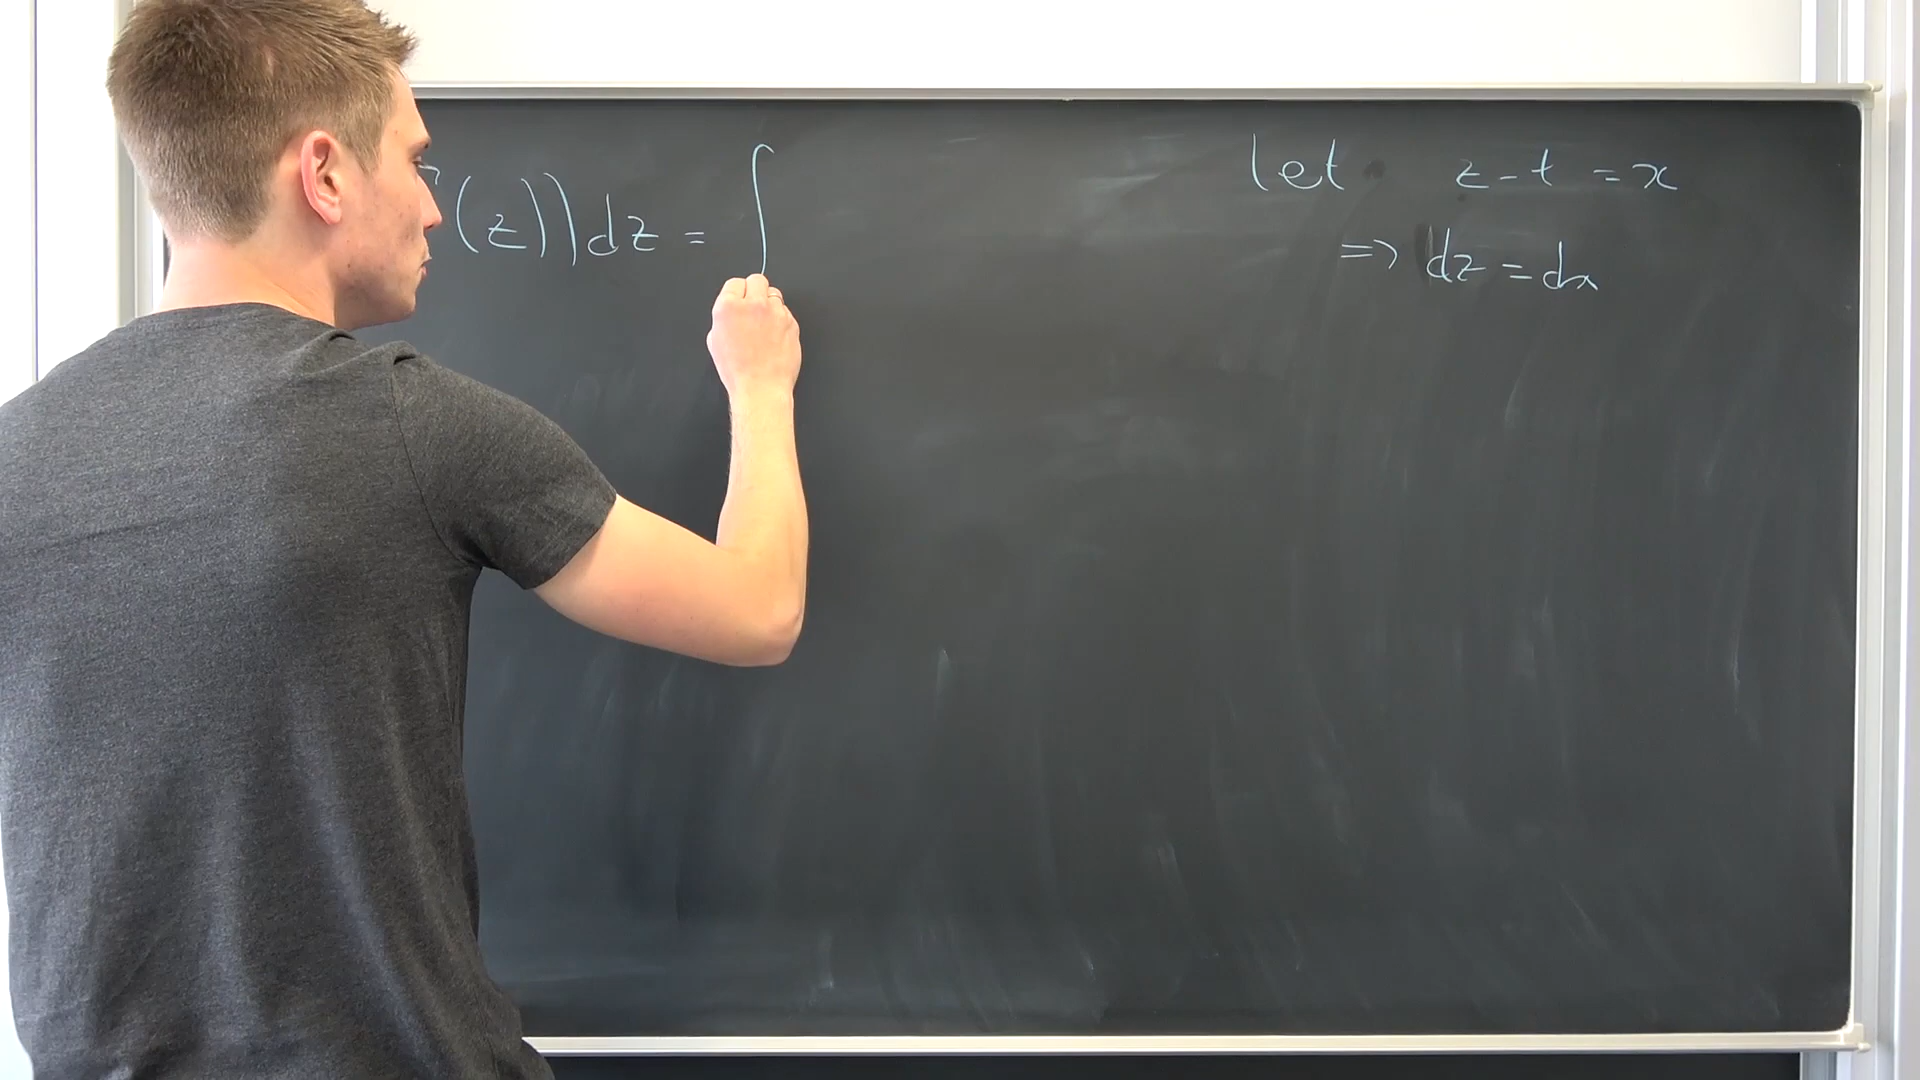 (z))dz = ∫
let z-t = x
=> dz = dx